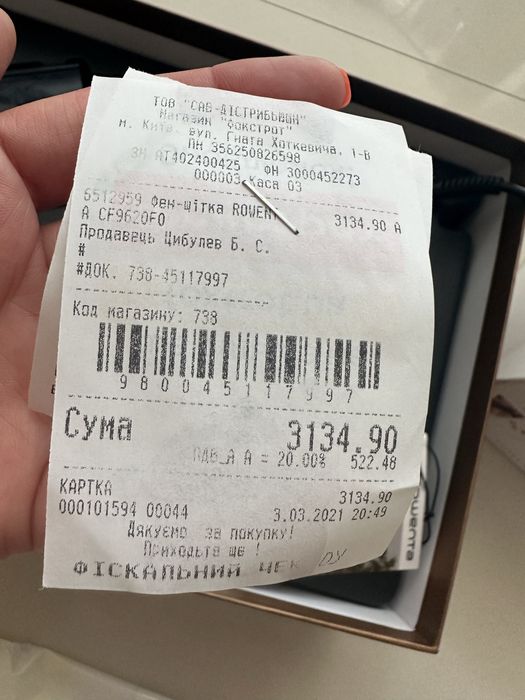 ТОВ "САВ-ДІСТРИБЬЮШН"
Магазин "Фокстрот"
м. Київ, вул. Гната Хоткевича, 1-В
ПН 356250826598
ЗН АТ402400425 ФН 3000452273
000003 Каса 03
6512959 Фен-щітка ROWENT 3134.90 А
A CF9620F0
Продавець Цибулев Б. С.
#
#ДОК. 738-45117997
Код магазину: 738
980045117997
Сума 3134.90
ПДВ_А А = 20.00% 522.48
КАРТКА 3134.90
000101594 00044 3.03.2021 20:49
Дякуємо за покупку!
Приходьте ще !
ФІСКАЛЬНИЙ ЧЕК
Rowenta